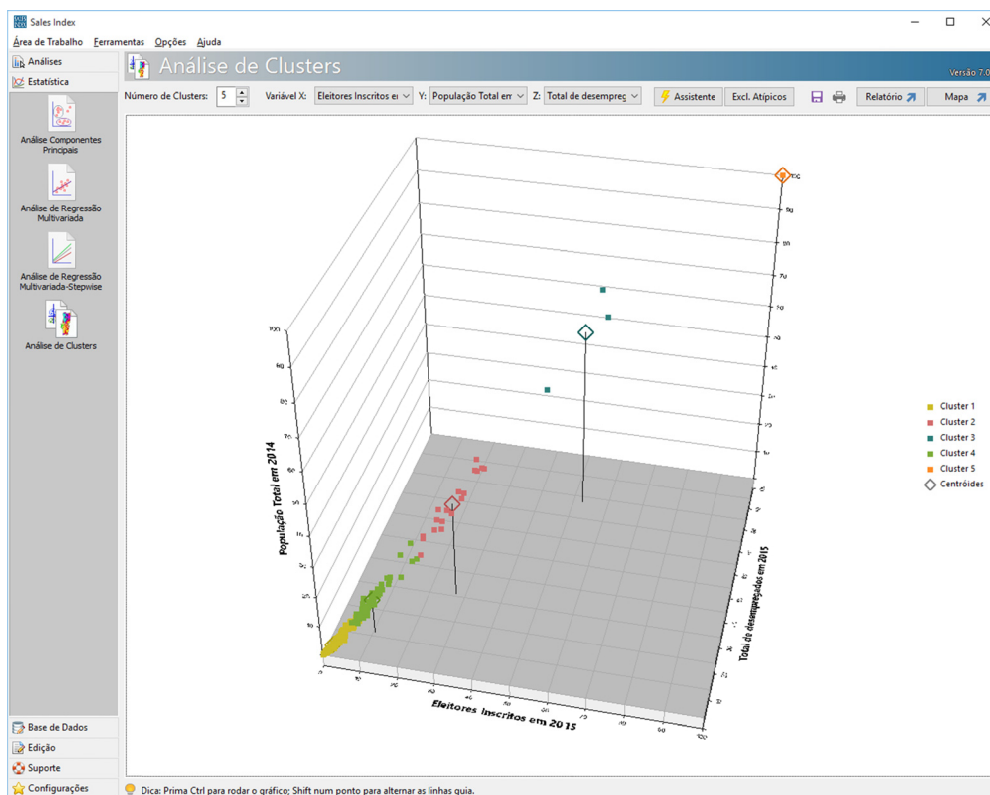 Sales Index
Área de Trabalho Ferramentas Opções Ajuda
Análises
Estatística
Análise Componentes
Principais
Análise de Regressão
Multivariada
Análise de Regressão
Multivariada-Stepwise
Análise de Clusters
Base de Dados
Edição
Suporte
Configurações
Análise de Clusters
Versão 7.0
Número de Clusters: 5 Variável X: Eleitores Inscritos e Y: População Total em Z: Total de desempreg Assistente Excl. Atípicos Relatório Mapa
População Total em 2014
Eleitores Inscritos em 2015
Total de desempregados em 2015
Cluster 1
Cluster 2
Cluster 3
Cluster 4
Cluster 5
Centróides
Dica: Prima Ctrl para rodar o gráfico; Shift num ponto para alternar as linhas guia.